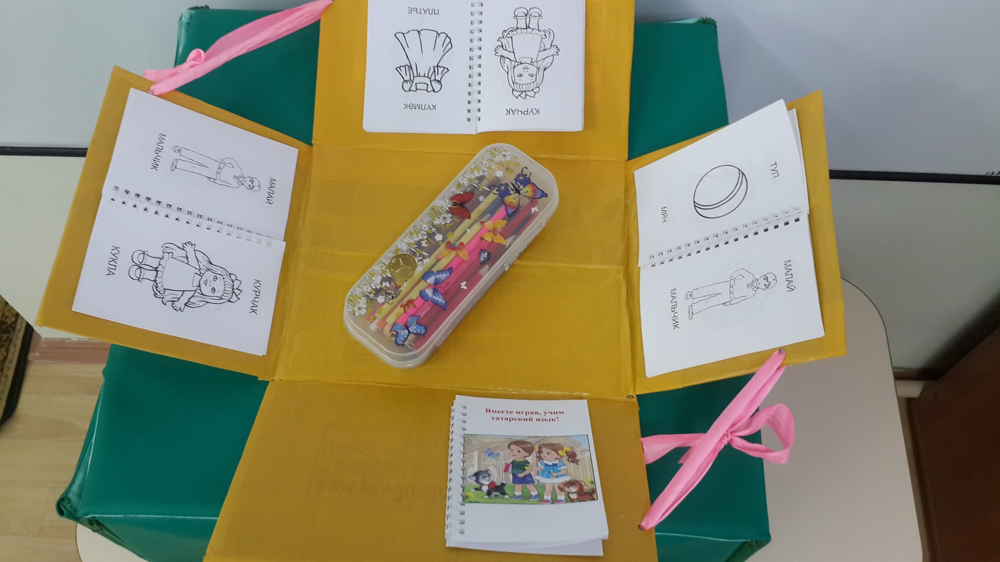 ПЛАТЬЕ
КҮЛМӘК
КУРЧАК
МАЛЬЧИК
МАЛАЙ
КУКЛА
КУРЧАК
ТУП
МЯЧ
МАЛАЙ
МАЛЬЧИК
Вместе играя, учим
татарский язык!